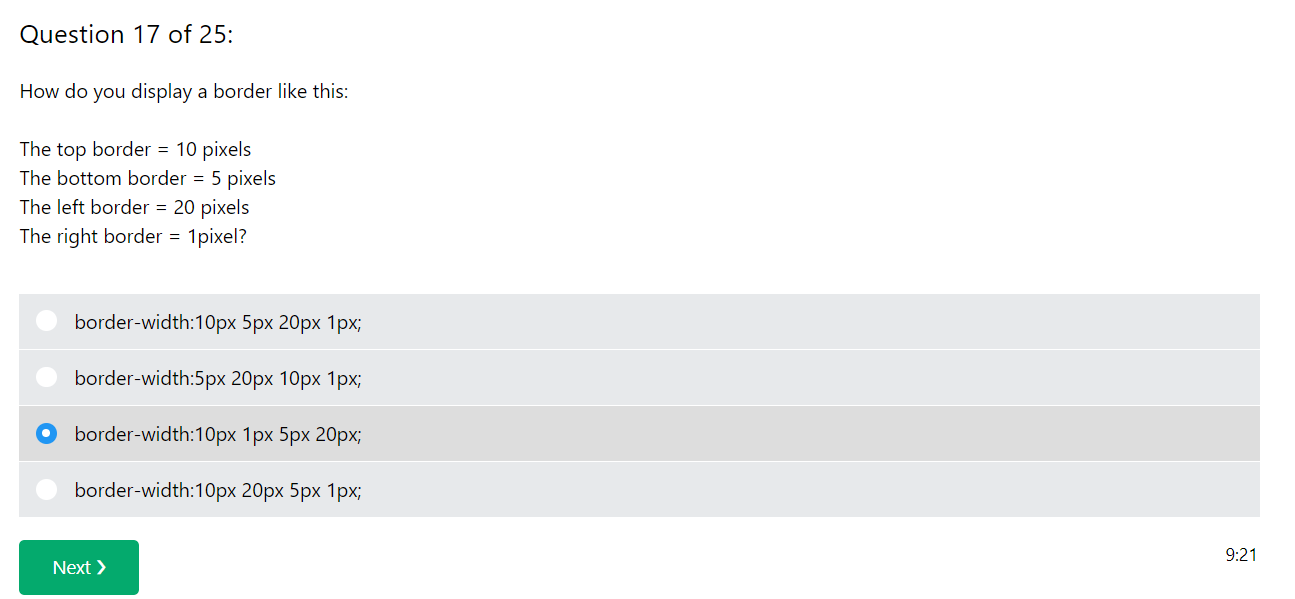 Question 17 of 25:
How do you display a border like this:
The top border = 10 pixels
The bottom border = 5 pixels
The left border = 20 pixels
The right border = 1pixel?
border-width:10px 5px 20px 1px;
border-width:5px 20px 10px 1px;
border-width:10px 1px 5px 20px;
border-width:10px 20px 5px 1px;
Next ❯
9:21